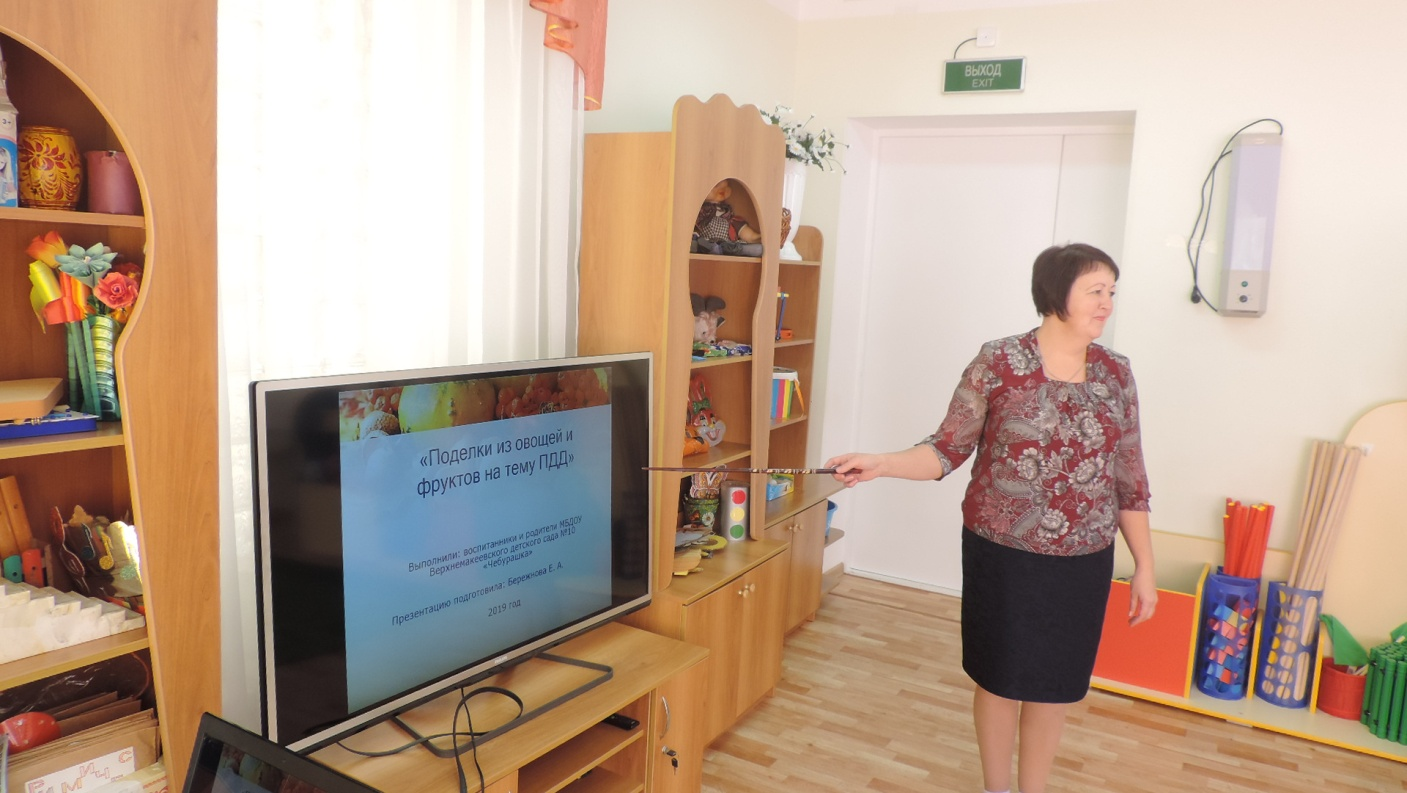 ВЫХОД
EXIT
«Поделки из овощей и
фруктов на тему ПДД»
Выполнили: воспитанники и родители МБДОУ
Верхнемакеевского детского сада №10
«Чебурашка»
Презентацию подготовила: Бережнова Е. А.
2019 год
3+